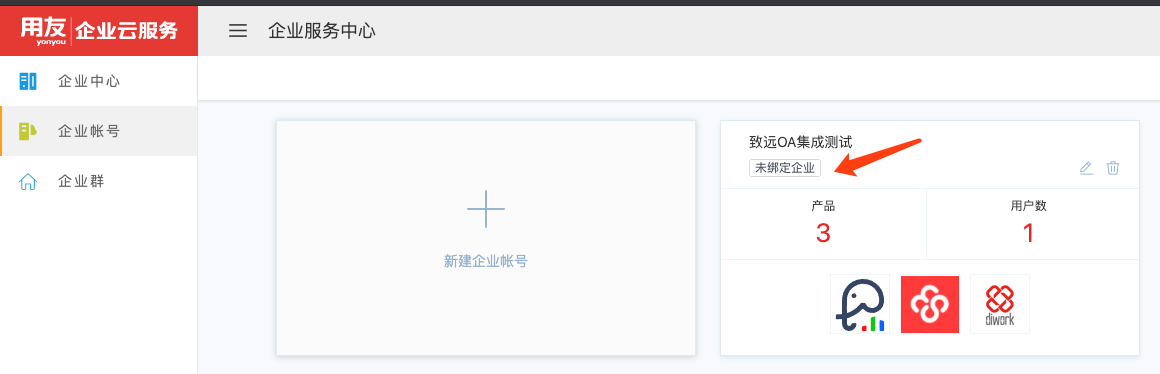 用友
yonyou
企业云服务
企业服务中心
企业中心
企业帐号
企业群
新建企业帐号
致远OA集成测试
未绑定企业
产品
3
用户数
1
diwork